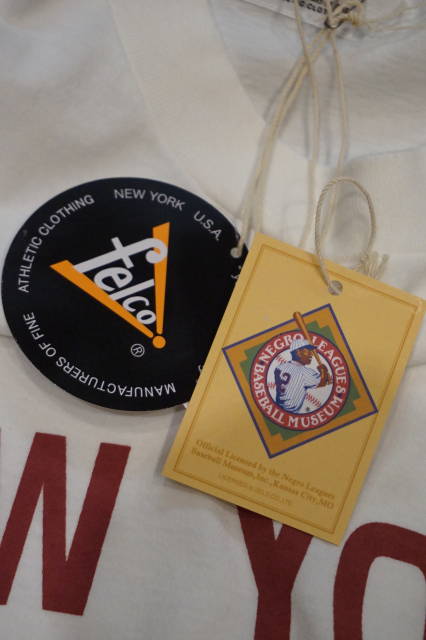 MANUFACTURERS OF FINE ATHLETIC CLOTHING NEW YORK U.S.A.
felco
®
NEGRO LEAGUE
BASEBALL MUSEUM
Official Licensed by the Negro Leagues
Baseball Museum, Inc., Kansas City, MO
W YO